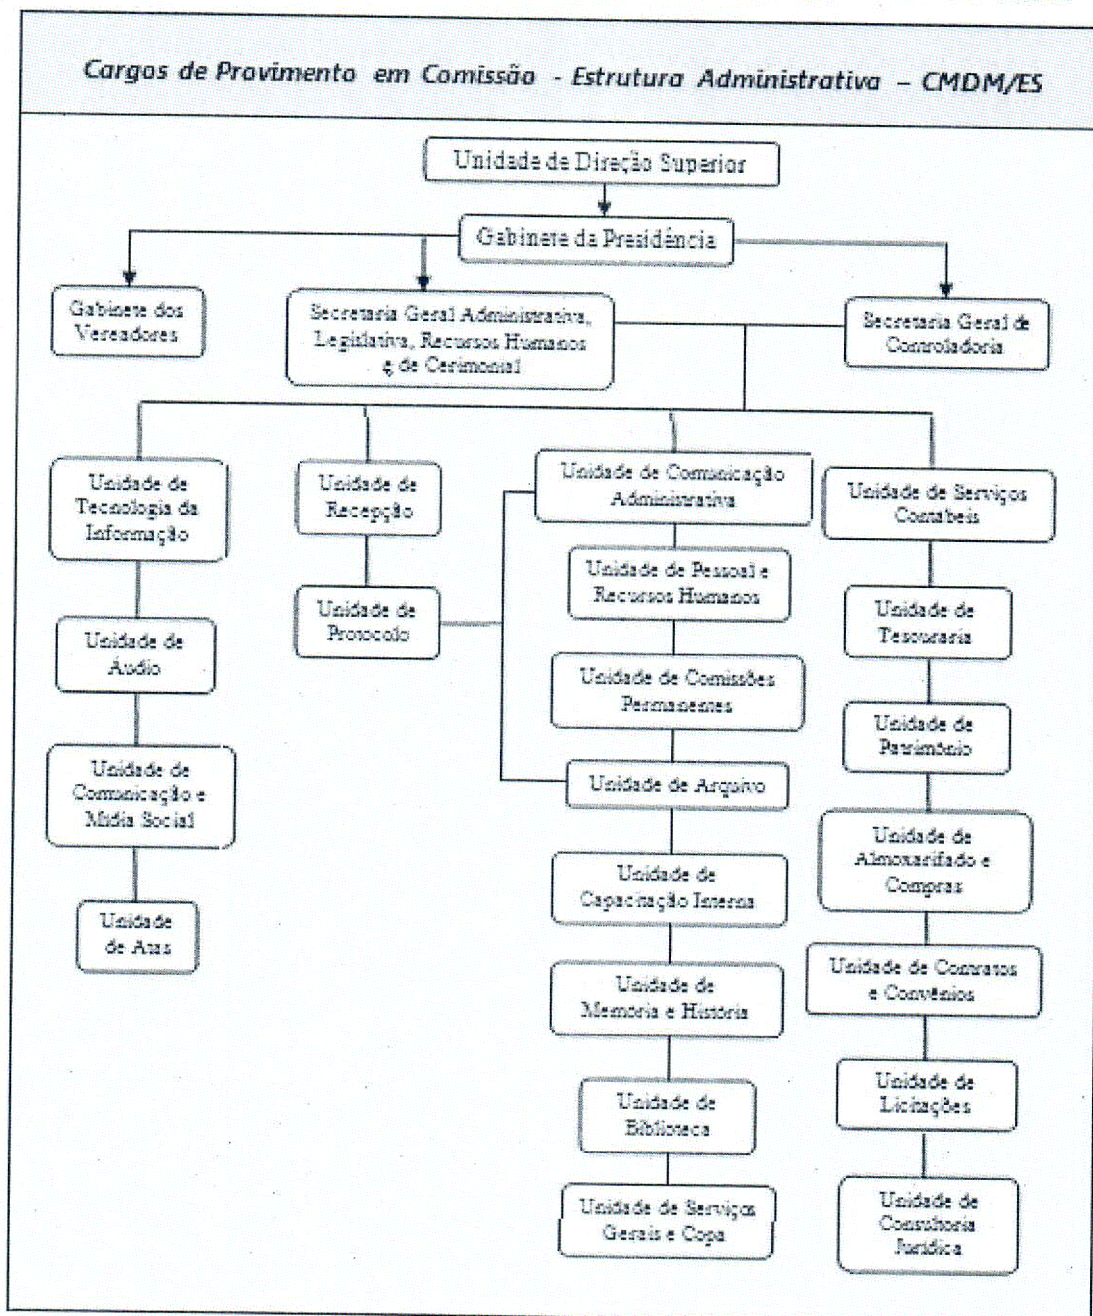 Cargos de Provimento em Comissão - Estrutura Administrativa – CMDM/ES
Unidade de Direção Superior
Gabinete da Presidência
Gabinete dos
Vereadores
Secretaria Geral Administrativa,
Legislativa, Recursos Humanos
e de Cerimonial
Secretaria Geral de
Controladoria
Unidade de
Tecnologia da
Informação
Unidade de
Áudio
Unidade de
Comunicação e
Mídia Social
Unidade
de Atas
Unidade de
Recepção
Unidade de
Protocolo
Unidade de Comunicação
Administrativa
Unidade de Pessoal e
Recursos Humanos
Unidade de Comissões
Permanentes
Unidade de Arquivo
Unidade de
Capacitação Interna
Unidade de
Memória e História
Unidade de
Biblioteca
Unidade de Serviços
Gerais e Copa
Unidade de Serviços
Contábeis
Unidade de
Tesouraria
Unidade de
Patrimônio
Unidade de
Almoxarifado e
Compras
Unidade de Contratos
e Convênios
Unidade de
Licitações
Unidade de
Consultoria
Jurídica